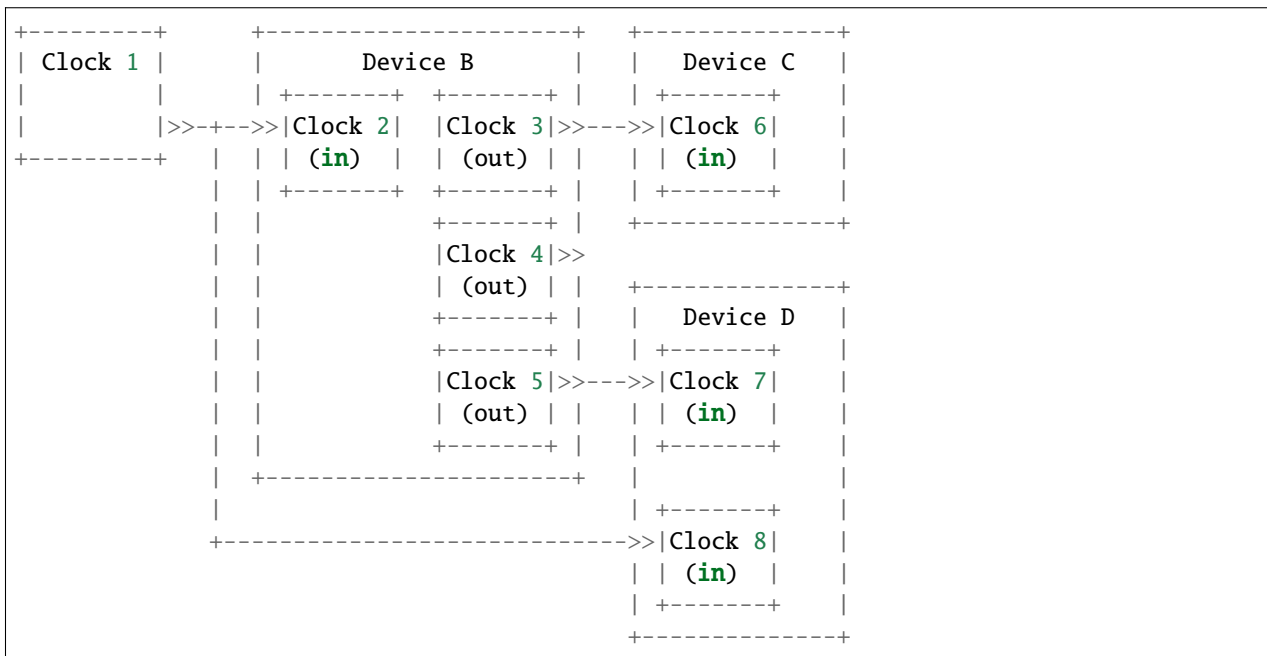 +---------+      +----------------------+   +--------------+
| Clock 1 |      |       Device B       |   |   Device C   |
|         |      | +-------+  +-------+ |   | +-------+    |
|         |>>-+-->>|Clock 2|  |Clock 3|>>--->>|Clock 6|    |
+---------+   |  | | (in)  |  | (out) | |   | | (in)  |    |
              |  | +-------+  +-------+ |   | +-------+    |
              |  |            +-------+ |   +--------------+
              |  |            |Clock 4|>>
              |  |            | (out) | |   +--------------+
              |  |            +-------+ |   |   Device D   |
              |  |            +-------+ |   | +-------+    |
              |  |            |Clock 5|>>--->>|Clock 7|    |
              |  |            | (out) | |   | | (in)  |    |
              |  |            +-------+ |   | +-------+    |
              |  +----------------------+   |              |
              |                             | +-------+    |
              +----------------------------->>|Clock 8|    |
                                            | | (in)  |    |
                                            | +-------+    |
                                            +--------------+